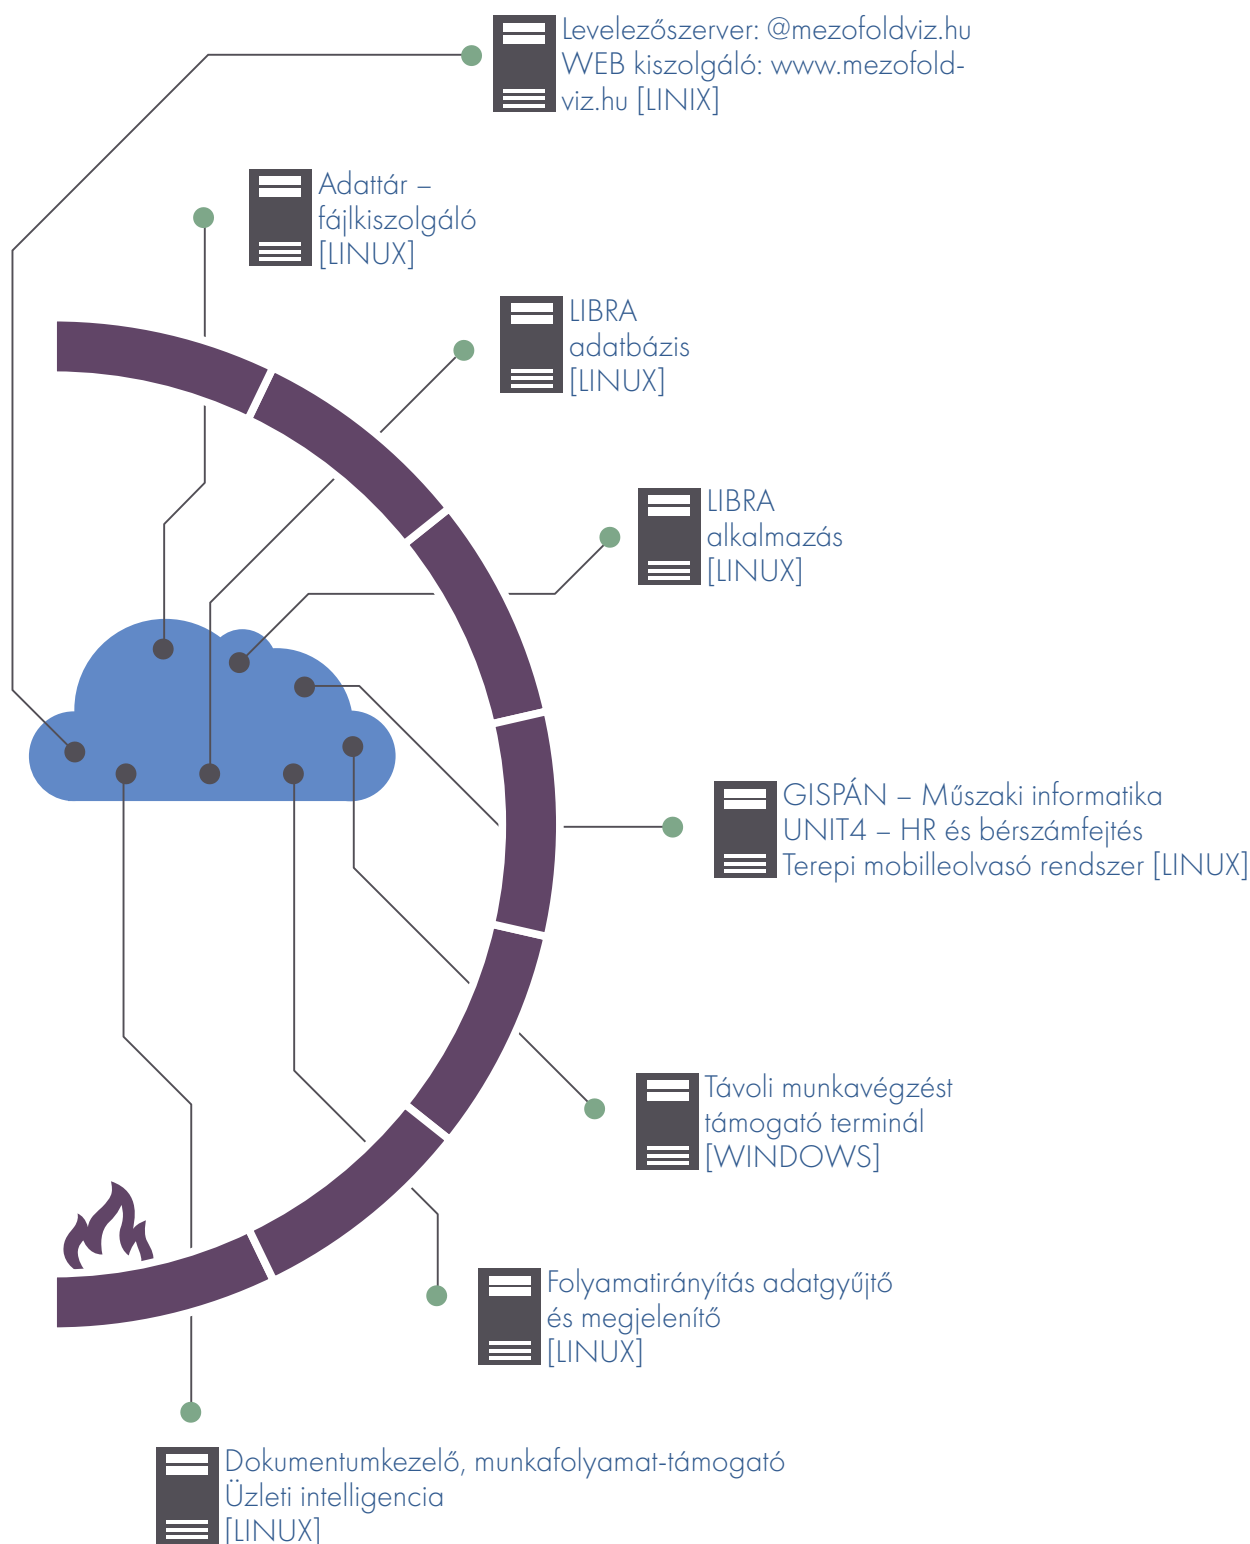 Levelezőszerver: @mezofoldviz.hu
WEB kiszolgáló: www.mezofold-
viz.hu [LINIX]
Adattár –
fájlkiszolgáló
[LINUX]
LIBRA
adatbázis
[LINUX]
LIBRA
alkalmazás
[LINUX]
GISPÁN – Műszaki informatika
UNIT4 – HR és bérszámfejtés
Terepi mobilleolvasó rendszer [LINUX]
Távoli munkavégzést
támogató terminál
[WINDOWS]
Folyamatirányítás adatgyűjtő
és megjelenítő
[LINUX]
Dokumentumkezelő, munkafolyamat-támogató
Üzleti intelligencia
[LINUX]